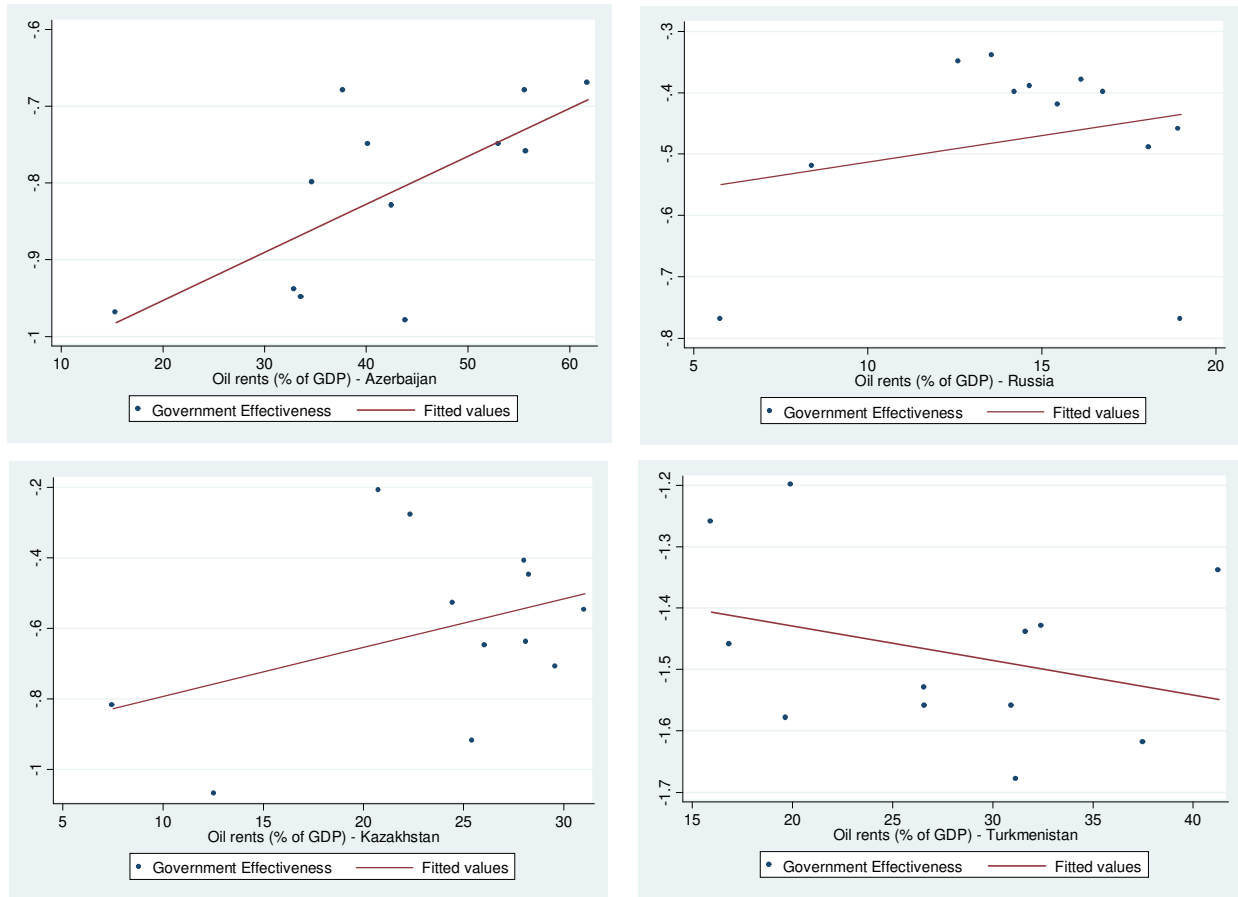 -.6
-.7
-.8
-.9
-1
10 20 30 40 50 60
Oil rents (% of GDP) - Azerbaijan
Government Effectiveness Fitted values
-.3
-.4
-.5
-.6
-.7
-.8
5 10 15 20
Oil rents (% of GDP) - Russia
Government Effectiveness Fitted values
-.2
-.4
-.6
-.8
-1
5 10 15 20 25 30
Oil rents (% of GDP) - Kazakhstan
Government Effectiveness Fitted values
-1.2
-1.3
-1.4
-1.5
-1.6
-1.7
15 20 25 30 35 40
Oil rents (% of GDP) - Turkmenistan
Government Effectiveness Fitted values